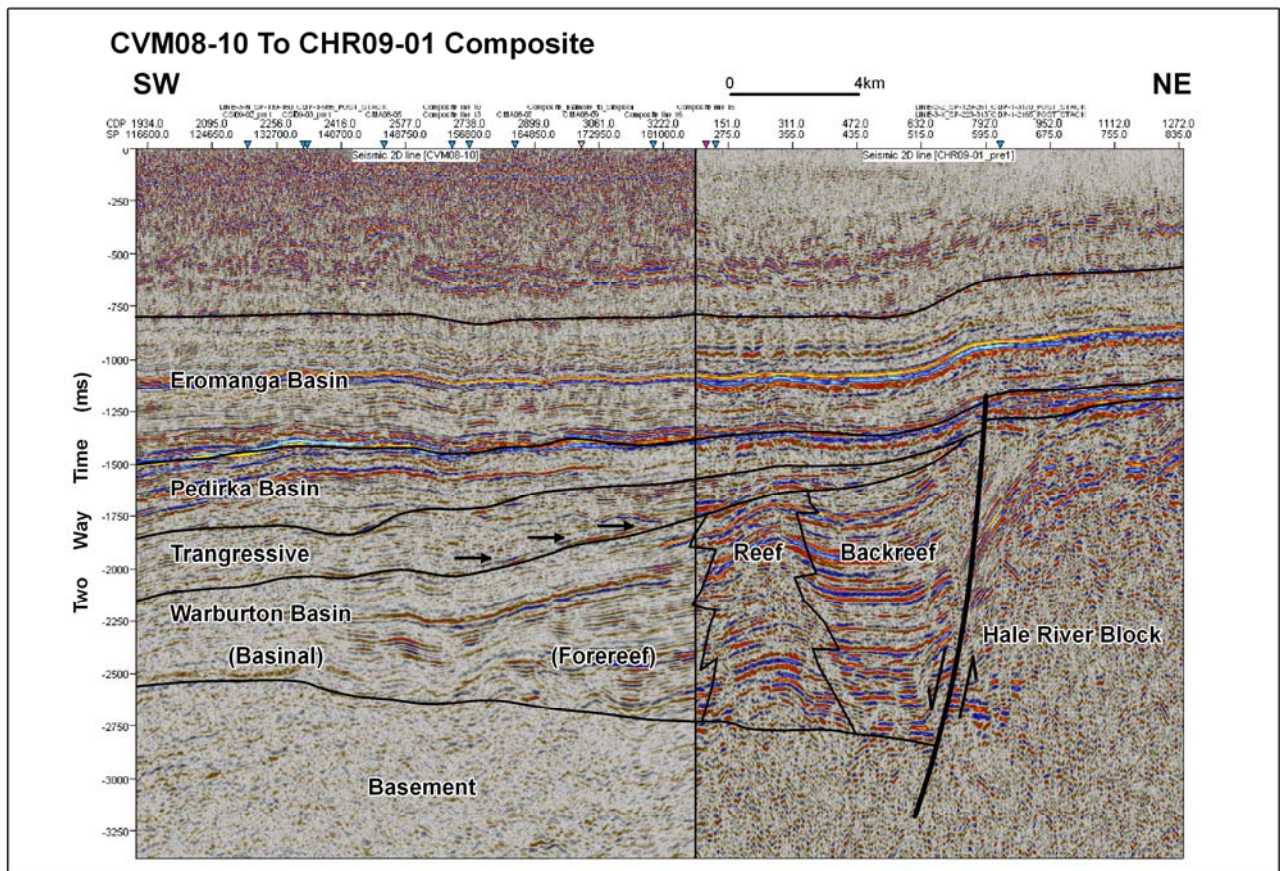 CVM08-10 To CHR09-01 Composite
SW
0 4km
NE
CDP 1934.0 2095.0 2256.0 2416.0 2577.0 2738.0 2899.0 3061.0 3222.0 151.0 311.0 472.0 632.0 792.0 952.0 1112.0 1272.0
SP 116600.0 124650.0 132700.0 140700.0 148750.0 156800.0 164850.0 172950.0 181000.0 275.0 355.0 435.0 515.0 595.0 675.0 755.0 835.0
Seismic 2D line [CVM08-10]
Seismic 2D line [CHR09-01_pre1]
0
-250
-500
-750
-1000
-1250
-1500
-1750
-2000
-2250
-2500
-2750
-3000
-3250
Two Way Time (ms)
Eromanga Basin
Pedirka Basin
Trangressive
Reef
Backreef
Warburton Basin
Hale River Block
(Basinal)
(Forereef)
Basement